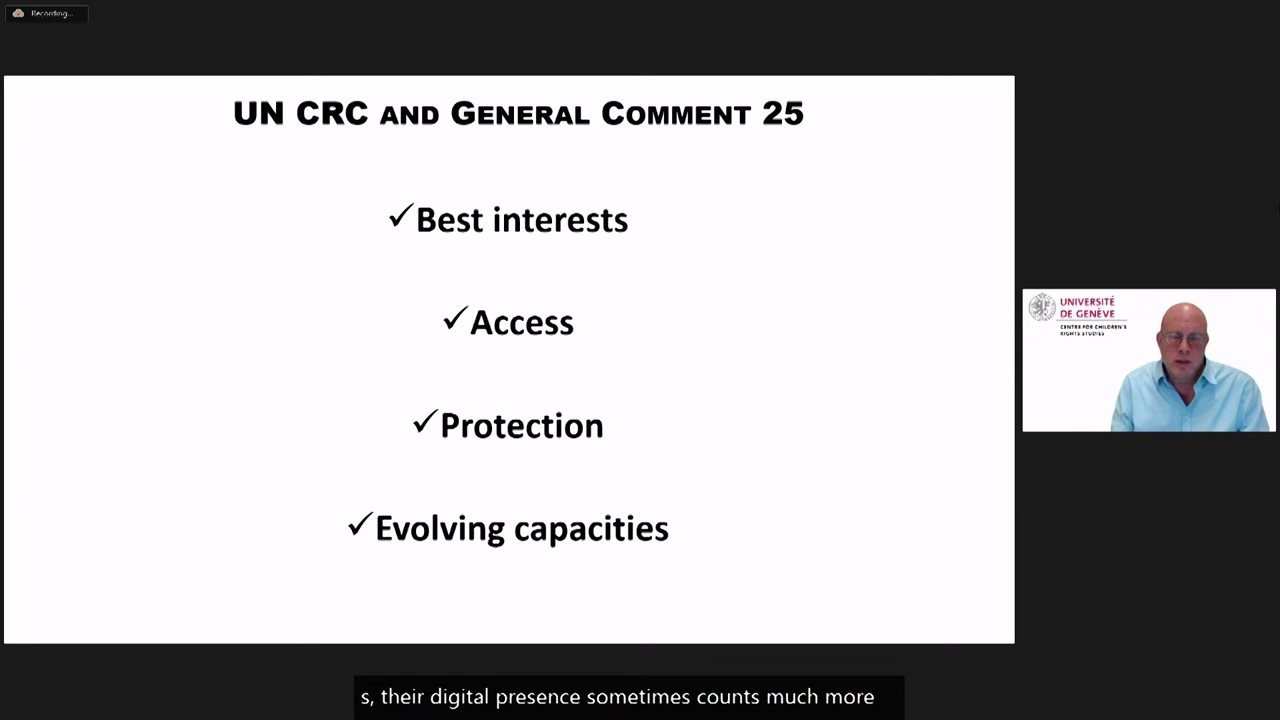 Recording...
UN CRC AND GENERAL COMMENT 25
✓Best interests
✓Access
✓Protection
✓Evolving capacities
UNIVERSITÉ
DE GENÈVE
CENTRE FOR CHILDREN'S
RIGHTS STUDIES
s, their digital presence sometimes counts much more